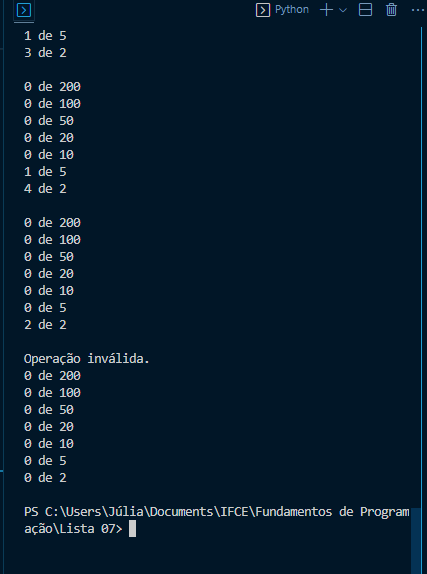 Python
1 de 5
3 de 2
0 de 200
0 de 100
0 de 50
0 de 20
0 de 10
1 de 5
4 de 2
0 de 200
0 de 100
0 de 50
0 de 20
0 de 10
0 de 5
2 de 2
Operação inválida.
0 de 200
0 de 100
0 de 50
0 de 20
0 de 10
0 de 5
0 de 2
PS C:\Users\Júlia\Documents\IFCE\Fundamentos de Program
ação\Lista 07>